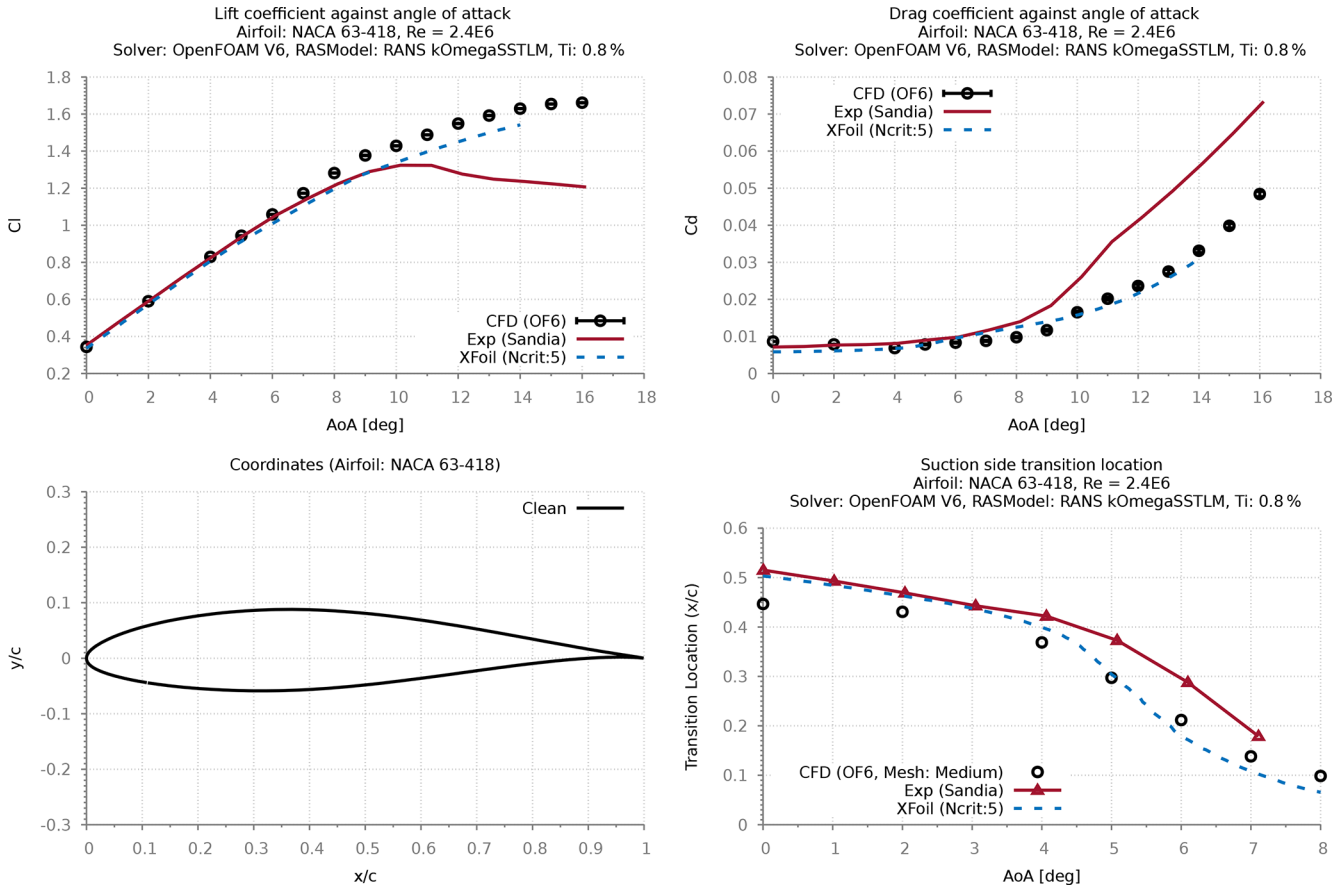 Lift coefficient against angle of attack
Airfoil: NACA 63-418, Re = 2.4E6
Solver: OpenFOAM V6, RASModel: RANS kOmegaSSTLM, Ti: 0.8 %
1.8
1.6
1.4
1.2
1
0.8
0.6
0.4
0.2
Cl
CFD (OF6)
Exp (Sandia)
XFoil (Ncrit:5)
0 2 4 6 8 10 12 14 16 18
AoA [deg]
Drag coefficient against angle of attack
Airfoil: NACA 63-418, Re = 2.4E6
Solver: OpenFOAM V6, RASModel: RANS kOmegaSSTLM, Ti: 0.8 %
0.08
0.07
0.06
0.05
0.04
0.03
0.02
0.01
0
Cd
CFD (OF6)
Exp (Sandia)
XFoil (Ncrit:5)
0 2 4 6 8 10 12 14 16 18
AoA [deg]
Coordinates (Airfoil: NACA 63-418)
0.3
0.2
0.1
0
-0.1
-0.2
-0.3
y/c
Clean
0 0.1 0.2 0.3 0.4 0.5 0.6 0.7 0.8 0.9 1
x/c
Suction side transition location
Airfoil: NACA 63-418, Re = 2.4E6
Solver: OpenFOAM V6, RASModel: RANS kOmegaSSTLM, Ti: 0.8 %
0.6
0.5
0.4
0.3
0.2
0.1
0
Transition Location (x/c)
CFD (OF6, Mesh: Medium)
Exp (Sandia)
XFoil (Ncrit:5)
0 1 2 3 4 5 6 7 8
AoA [deg]